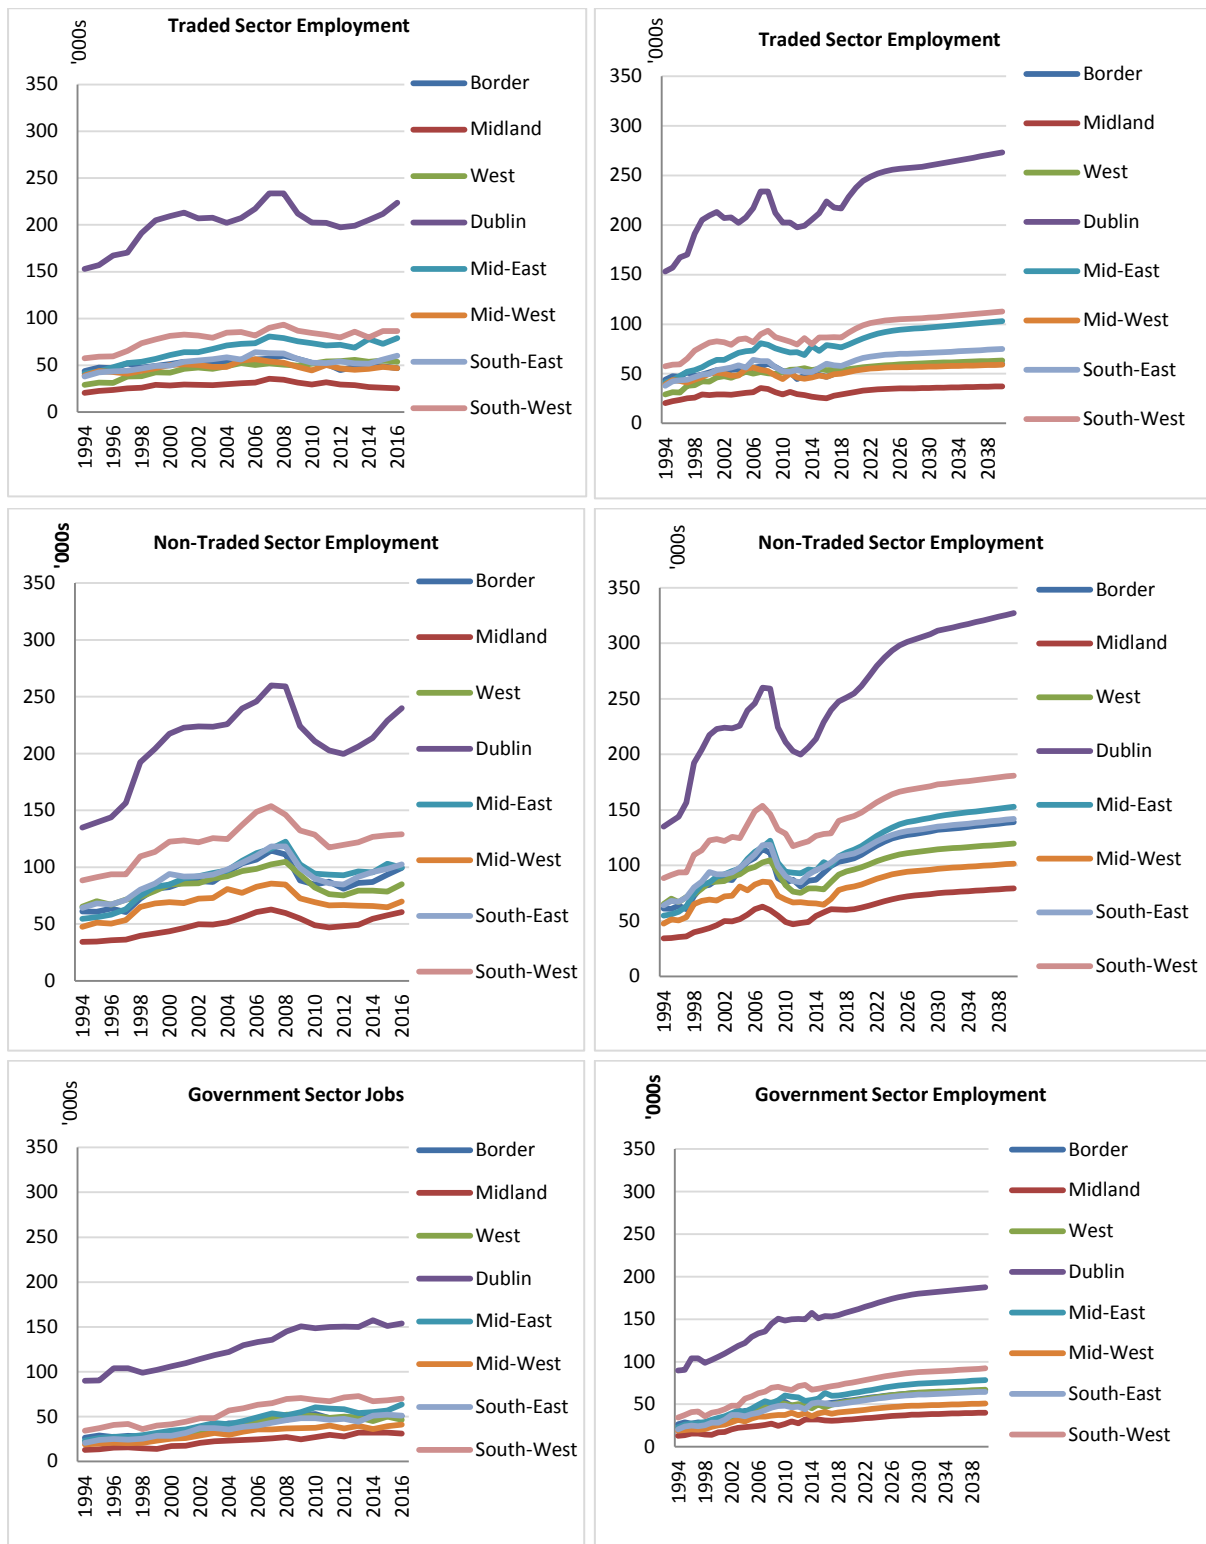 '000s
Traded Sector Employment
350
300
250
200
150
100
50
0
1994
1996
1998
2000
2002
2004
2006
2008
2010
2012
2014
2016
Border
Midland
West
Dublin
Mid-East
Mid-West
South-East
South-West
'000s
Traded Sector Employment
350
300
250
200
150
100
50
0
1994
1998
2002
2006
2010
2014
2018
2022
2026
2030
2034
2038
Border
Midland
West
Dublin
Mid-East
Mid-West
South-East
South-West
'000s
Non-Traded Sector Employment
350
300
250
200
150
100
50
0
1994
1996
1998
2000
2002
2004
2006
2008
2010
2012
2014
2016
Border
Midland
West
Dublin
Mid-East
Mid-West
South-East
South-West
'000s
Non-Traded Sector Employment
350
300
250
200
150
100
50
0
1994
1998
2002
2006
2010
2014
2018
2022
2026
2030
2034
2038
Border
Midland
West
Dublin
Mid-East
Mid-West
South-East
South-West
'000s
Government Sector Jobs
350
300
250
200
150
100
50
0
1994
1996
1998
2000
2002
2004
2006
2008
2010
2012
2014
2016
Border
Midland
West
Dublin
Mid-East
Mid-West
South-East
South-West
'000s
Government Sector Employment
350
300
250
200
150
100
50
0
1994
1998
2002
2006
2010
2014
2018
2022
2026
2030
2034
2038
Border
Midland
West
Dublin
Mid-East
Mid-West
South-East
South-West